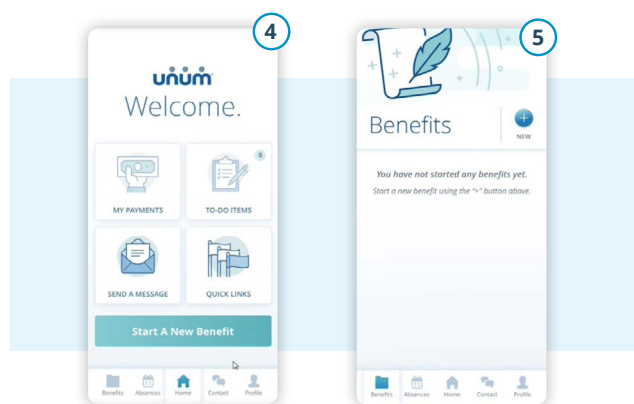 4
unum
Welcome.
MY PAYMENTS
0
TO-DO ITEMS
SEND A MESSAGE
QUICK LINKS
Start A New Benefit
Benefits Absences Home Contact Profile
5
Benefits
NEW
You have not started any benefits yet.
Start a new benefit using the "+" button above.
Benefits Absences Home Contact Profile